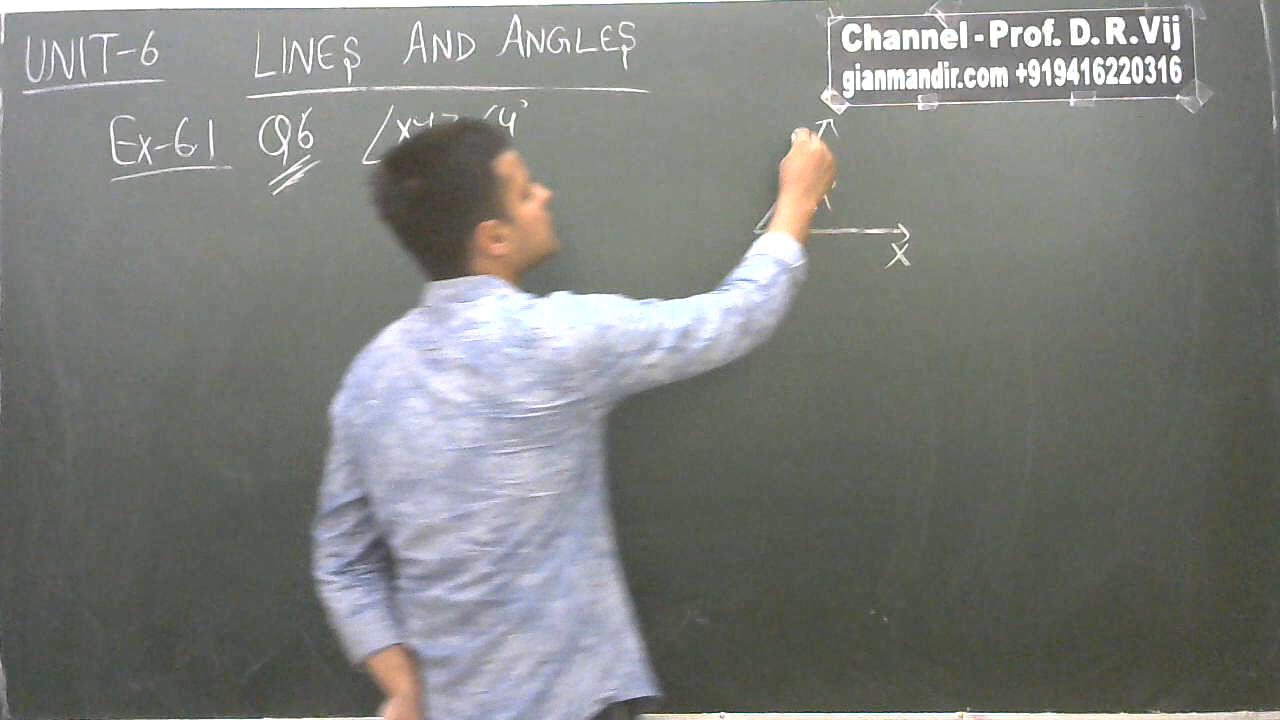 UNIT-6 LINES AND ANGLES
Channel - Prof. D.R.Vij
gianmandir.com +919416220316
Ex-6.1 Q6
X